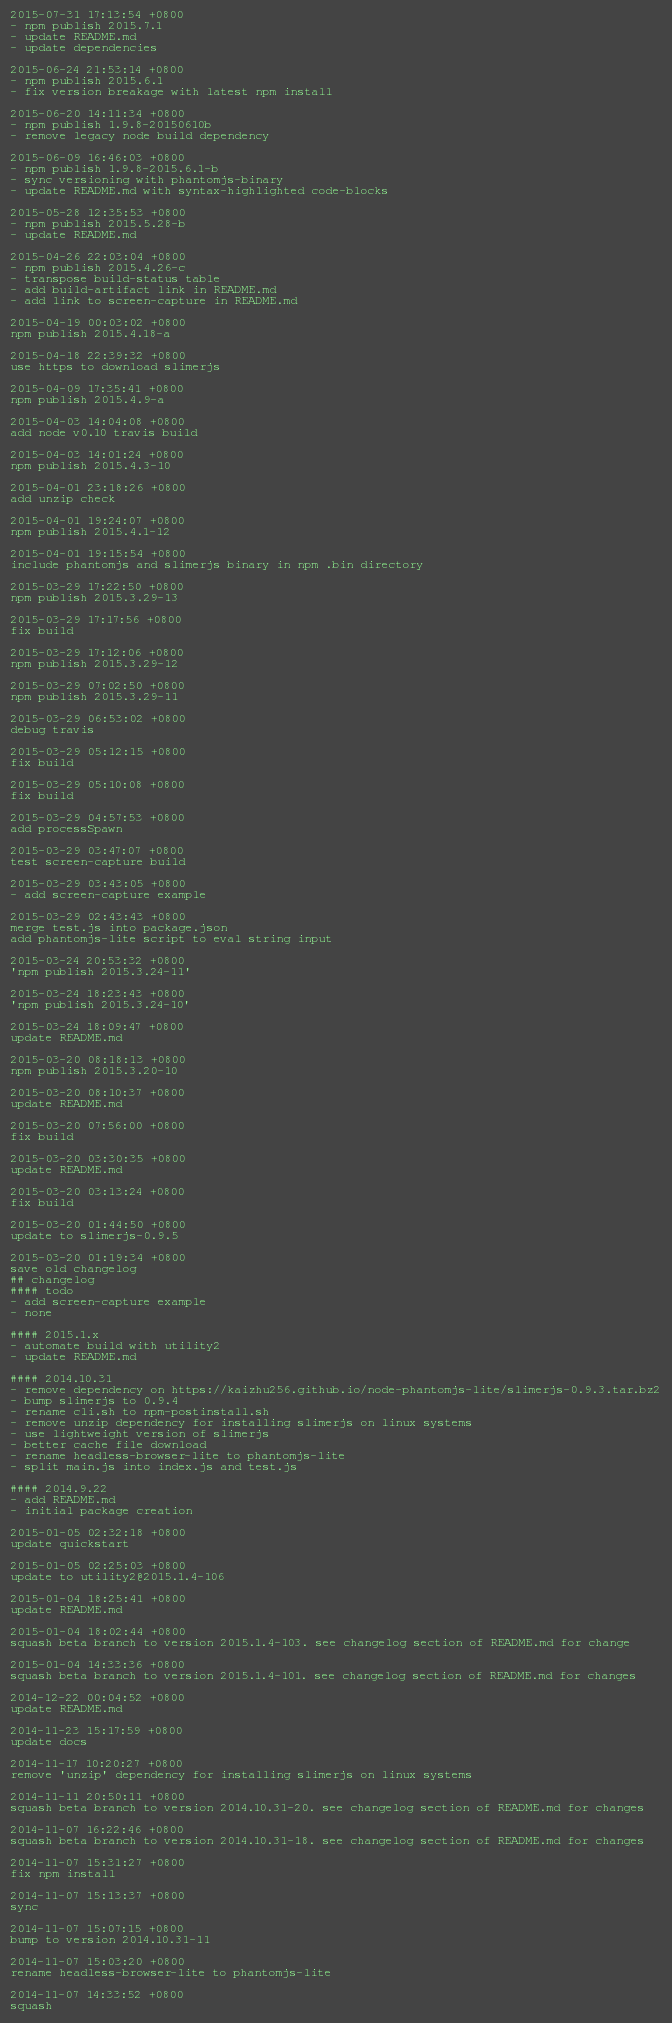 2015-07-31 17:13:54 +0800
- npm publish 2015.7.1
- update README.md
- update dependencies

2015-06-24 21:53:14 +0800
- npm publish 2015.6.1
- fix version breakage with latest npm install

2015-06-20 14:11:34 +0800
- npm publish 1.9.8-20150610b
- remove legacy node build dependency

2015-06-09 16:46:03 +0800
- npm publish 1.9.8-2015.6.1-b
- sync versioning with phantomjs-binary
- update README.md with syntax-highlighted code-blocks

2015-05-28 12:35:53 +0800
- npm publish 2015.5.28-b
- update README.md

2015-04-26 22:03:04 +0800
- npm publish 2015.4.26-c
- transpose build-status table
- add build-artifact link in README.md
- add link to screen-capture in README.md

2015-04-19 00:03:02 +0800
npm publish 2015.4.18-a

2015-04-18 22:39:32 +0800
use https to download slimerjs

2015-04-09 17:35:41 +0800
npm publish 2015.4.9-a

2015-04-03 14:04:08 +0800
add node v0.10 travis build

2015-04-03 14:01:24 +0800
npm publish 2015.4.3-10

2015-04-01 23:18:26 +0800
add unzip check

2015-04-01 19:24:07 +0800
npm publish 2015.4.1-12

2015-04-01 19:15:54 +0800
include phantomjs and slimerjs binary in npm .bin directory

2015-03-29 17:22:50 +0800
npm publish 2015.3.29-13

2015-03-29 17:17:56 +0800
fix build

2015-03-29 17:12:06 +0800
npm publish 2015.3.29-12

2015-03-29 07:02:50 +0800
npm publish 2015.3.29-11

2015-03-29 06:53:02 +0800
debug travis

2015-03-29 05:12:15 +0800
fix build

2015-03-29 05:10:08 +0800
fix build

2015-03-29 04:57:53 +0800
add processSpawn

2015-03-29 03:47:07 +0800
test screen-capture build

2015-03-29 03:43:05 +0800
- add screen-capture example

2015-03-29 02:43:43 +0800
merge test.js into package.json
add phantomjs-lite script to eval string input

2015-03-24 20:53:32 +0800
'npm publish 2015.3.24-11'

2015-03-24 18:23:43 +0800
'npm publish 2015.3.24-10'

2015-03-24 18:09:47 +0800
update README.md

2015-03-20 08:18:13 +0800
npm publish 2015.3.20-10

2015-03-20 08:10:37 +0800
update README.md

2015-03-20 07:56:00 +0800
fix build

2015-03-20 03:30:35 +0800
update README.md

2015-03-20 03:13:24 +0800
fix build

2015-03-20 01:44:50 +0800
update to slimerjs-0.9.5

2015-03-20 01:19:34 +0800
save old changelog
## changelog
#### todo
- add screen-capture example
- none

#### 2015.1.x
- automate build with utility2
- update README.md

#### 2014.10.31
- remove dependency on https://kaizhu256.github.io/node-phantomjs-lite/slimerjs-0.9.3.tar.bz2
- bump slimerjs to 0.9.4
- rename cli.sh to npm-postinstall.sh
- remove unzip dependency for installing slimerjs on linux systems
- use lightweight version of slimerjs
- better cache file download
- rename headless-browser-lite to phantomjs-lite
- split main.js into index.js and test.js

#### 2014.9.22
- add README.md
- initial package creation

2015-01-05 02:32:18 +0800
update quickstart

2015-01-05 02:25:03 +0800
update to utility2@2015.1.4-106

2015-01-04 18:25:41 +0800
update README.md

2015-01-04 18:02:44 +0800
squash beta branch to version 2015.1.4-103. see changelog section of README.md for change

2015-01-04 14:33:36 +0800
squash beta branch to version 2015.1.4-101. see changelog section of README.md for changes

2014-12-22 00:04:52 +0800
update README.md

2014-11-23 15:17:59 +0800
update docs

2014-11-17 10:20:27 +0800
remove 'unzip' dependency for installing slimerjs on linux systems

2014-11-11 20:50:11 +0800
squash beta branch to version 2014.10.31-20. see changelog section of README.md for changes

2014-11-07 16:22:46 +0800
squash beta branch to version 2014.10.31-18. see changelog section of README.md for changes

2014-11-07 15:31:27 +0800
fix npm install

2014-11-07 15:13:37 +0800
sync

2014-11-07 15:07:15 +0800
bump to version 2014.10.31-11

2014-11-07 15:03:20 +0800
rename headless-browser-lite to phantomjs-lite

2014-11-07 14:33:52 +0800
squash